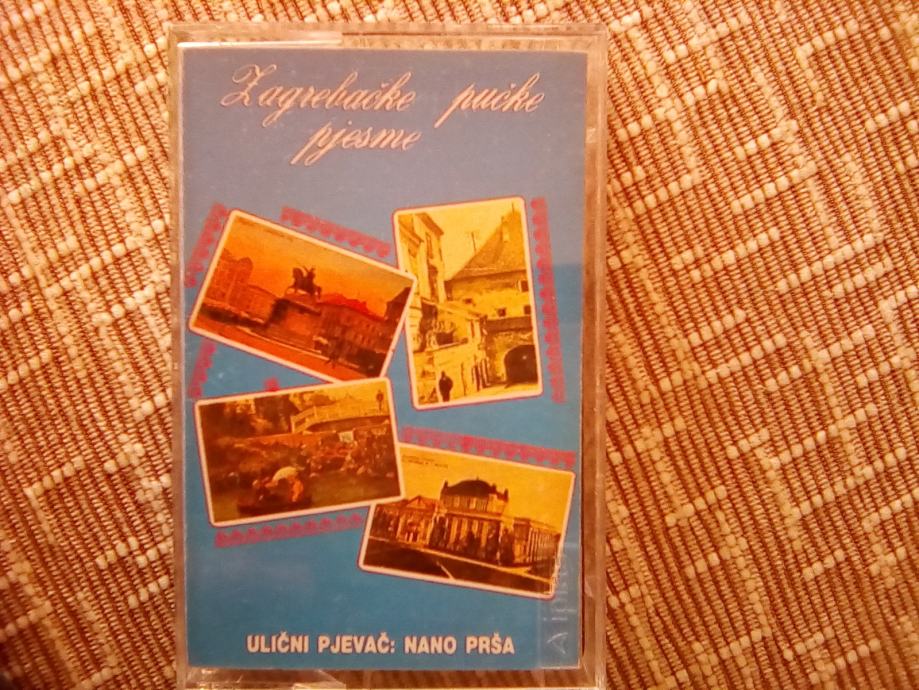 Zagrebačke pučke
pjesme
ULIČNI PJEVAČ: NANO PRŠA